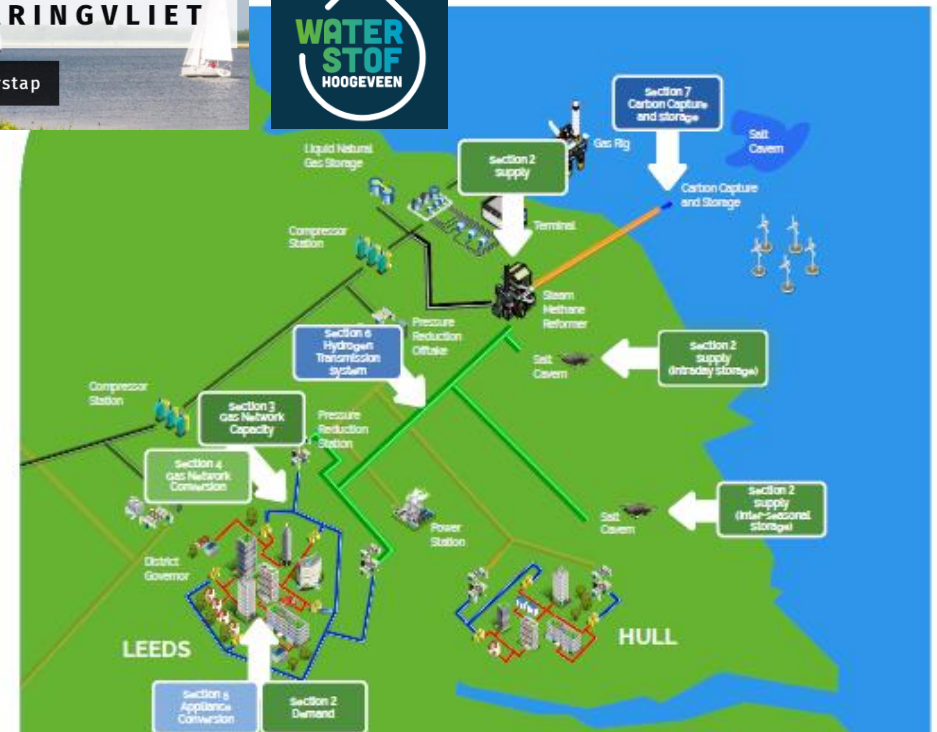 RINGVLIET
stap
WATER
STOF
HOOGEVEEN
Section 7
Carbon Capture
and storage
Salt
Cavern
Gas Rig
Liquid Natural
Gas Storage
Section 2
supply
Carbon Capture
and Storage
Terminal
Compressor
Station
Steam
Methane
Reformer
Pressure
Reduction
Offtake
Section 6
Hydrogen
Transmission
system
Salt
Cavern
Section 2
supply
(Intraday storage)
Compressor
Station
Section 3
Gas Network
Capacity
Pressure
Reduction
Station
Section 4
Gas Network
Conversion
Section 2
supply
(Inter-seasonal
storage)
Salt
Cavern
Power
Station
District
Governor
LEEDS
HULL
Section 5
Appliance
Conversion
Section 2
Demand